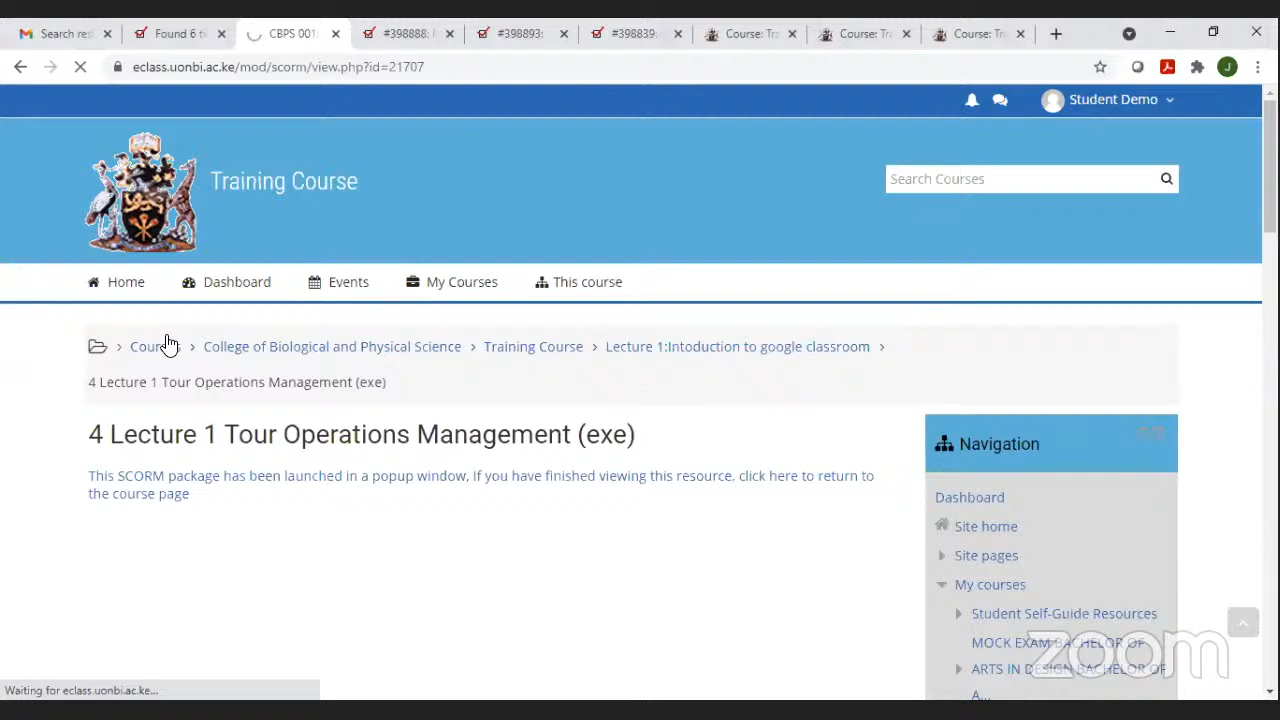 Search res
Found 6 t
CBPS 001:
#398888:
#398893:
#398839:
Course: Tra
Course: Tra
Course: Tra
eclass.uonbi.ac.ke/mod/scorm/view.php?id=21707
J
Student Demo
Training Course
Search Courses
Home Dashboard Events My Courses This course
College of Biological and Physical Science Training Course Lecture 1:Intoduction to google classroom
4 Lecture 1 Tour Operations Management (exe)
4 Lecture 1 Tour Operations Management (exe)
This SCORM package has been launched in a popup window, If you have finished viewing this resource, click here to return to
the course page
Navigation
Dashboard
Site home
Site pages
My courses
Student Self-Guide Resources
MOCK EXAM BACHELOR OF
ARTS IN DESIGN BACHELOR OF
A...
zoom
Waiting for eclass.uonbi.ac.ke...